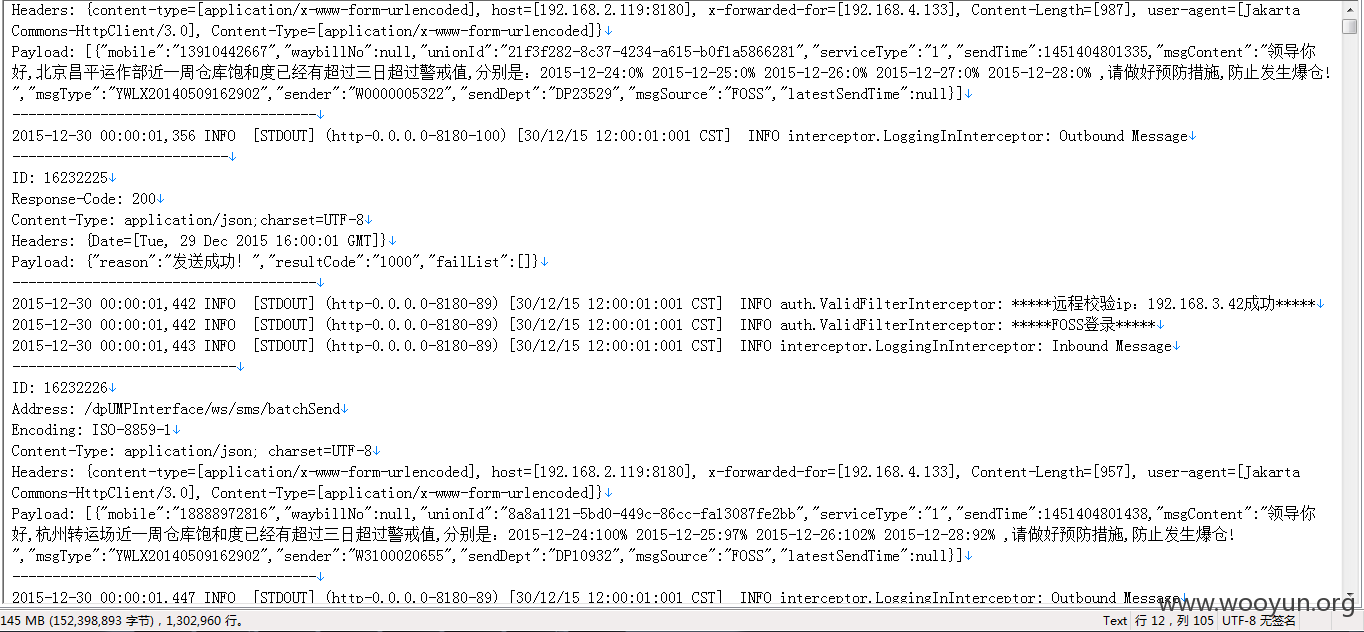 Headers: {content-type=[application/x-www-form-urlencoded], host=[192.168.2.119:8180], x-forwarded-for=[192.168.4.133], Content-Length=[987], user-agent=[Jakarta
Commons-HttpClient/3.0], Content-Type=[application/x-www-form-urlencoded]}↓
Payload: [{"mobile":"13910442667","waybillNo":null,"unionId":"21f3f282-8c37-4234-a615-b0f1a5866281","serviceType":"1","sendTime":1451404801335,"msgContent":"领导你
好,北京昌平运作部近一周仓库饱和度已经有超过三日超过警戒值,分别是：2015-12-24:0% 2015-12-25:0% 2015-12-26:0% 2015-12-27:0% 2015-12-28:0% ,请做好预防措施,防止发生爆仓!
","msgType":"YWLX20140509162902","sender":"W0000005322","sendDept":"DP23529","msgSource":"FOSS","latestSendTime":null}]↓
--------------------------------------↓
2015-12-30 00:00:01,356 INFO  [STDOUT] (http-0.0.0.0-8180-100) [30/12/15 12:00:01:001 CST]  INFO interceptor.LoggingInInterceptor: Outbound Message↓
---------------------------↓
ID: 16232225↓
Response-Code: 200↓
Content-Type: application/json;charset=UTF-8↓
Headers: {Date=[Tue, 29 Dec 2015 16:00:01 GMT]}↓
Payload: {"reason":"发送成功！","resultCode":"1000","failList":[]}↓
--------------------------------------↓
2015-12-30 00:00:01,442 INFO  [STDOUT] (http-0.0.0.0-8180-89) [30/12/15 12:00:01:001 CST]  INFO auth.ValidFilterInterceptor: *****远程校验ip：192.168.3.42成功*****↓
2015-12-30 00:00:01,442 INFO  [STDOUT] (http-0.0.0.0-8180-89) [30/12/15 12:00:01:001 CST]  INFO auth.ValidFilterInterceptor: *****FOSS登录*****↓
2015-12-30 00:00:01,443 INFO  [STDOUT] (http-0.0.0.0-8180-89) [30/12/15 12:00:01:001 CST]  INFO interceptor.LoggingInInterceptor: Inbound Message↓
----------------------------↓
ID: 16232226↓
Address: /dpUMPInterface/ws/sms/batchSend↓
Encoding: ISO-8859-1↓
Content-Type: application/json; charset=UTF-8↓
Headers: {content-type=[application/x-www-form-urlencoded], host=[192.168.2.119:8180], x-forwarded-for=[192.168.4.133], Content-Length=[957], user-agent=[Jakarta
Commons-HttpClient/3.0], Content-Type=[application/x-www-form-urlencoded]}↓
Payload: [{"mobile":"18888972816","waybillNo":null,"unionId":"8a8a1121-5bd0-449c-86cc-fa13087fe2bb","serviceType":"1","sendTime":1451404801438,"msgContent":"领导你
好,杭州转运场近一周仓库饱和度已经有超过三日超过警戒值,分别是：2015-12-24:100% 2015-12-25:97% 2015-12-26:102% 2015-12-28:92% ,请做好预防措施,防止发生爆仓!
","msgType":"YWLX20140509162902","sender":"W3100020655","sendDept":"DP10932","msgSource":"FOSS","latestSendTime":null}]↓
--------------------------------------↓
2015-12-30 00:00:01,447 INFO  [STDOUT] (http-0.0.0.0-8180-89) [30/12/15 12:00:01:001 CST]  INFO interceptor.LoggingInInterceptor: Outbound Message↓
www.wooyun.org
145 MB (152,398,893 字节)，1,302,960 行。
Text 行 12，列 105 UTF-8 无签名